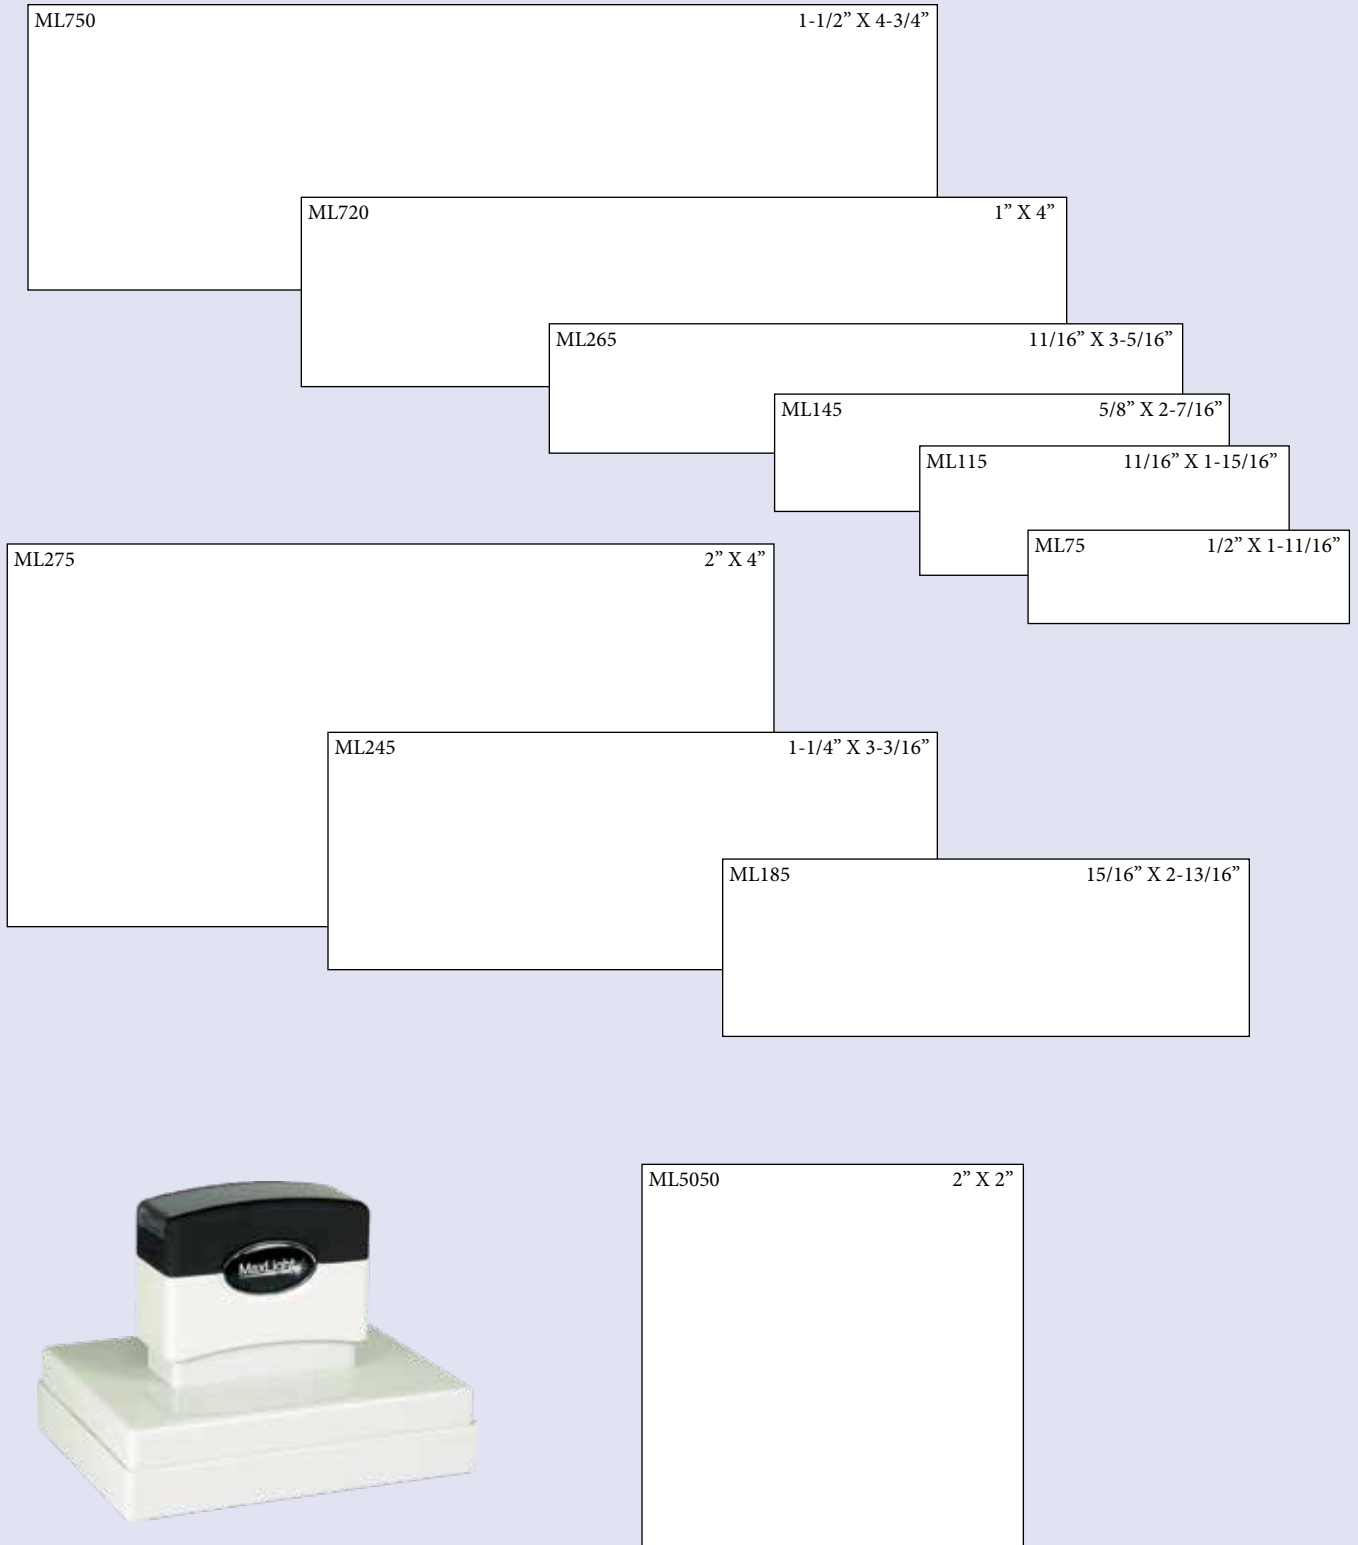 ML750 1-1/2” X 4-3/4”
ML720 1” X 4”
ML265 11/16” X 3-5/16”
ML145 5/8” X 2-7/16”
ML115 11/16” X 1-15/16”
ML75 1/2” X 1-11/16”
ML275 2” X 4”
ML245 1-1/4” X 3-3/16”
ML185 15/16” X 2-13/16”
ML5050 2” X 2”
MaxLight